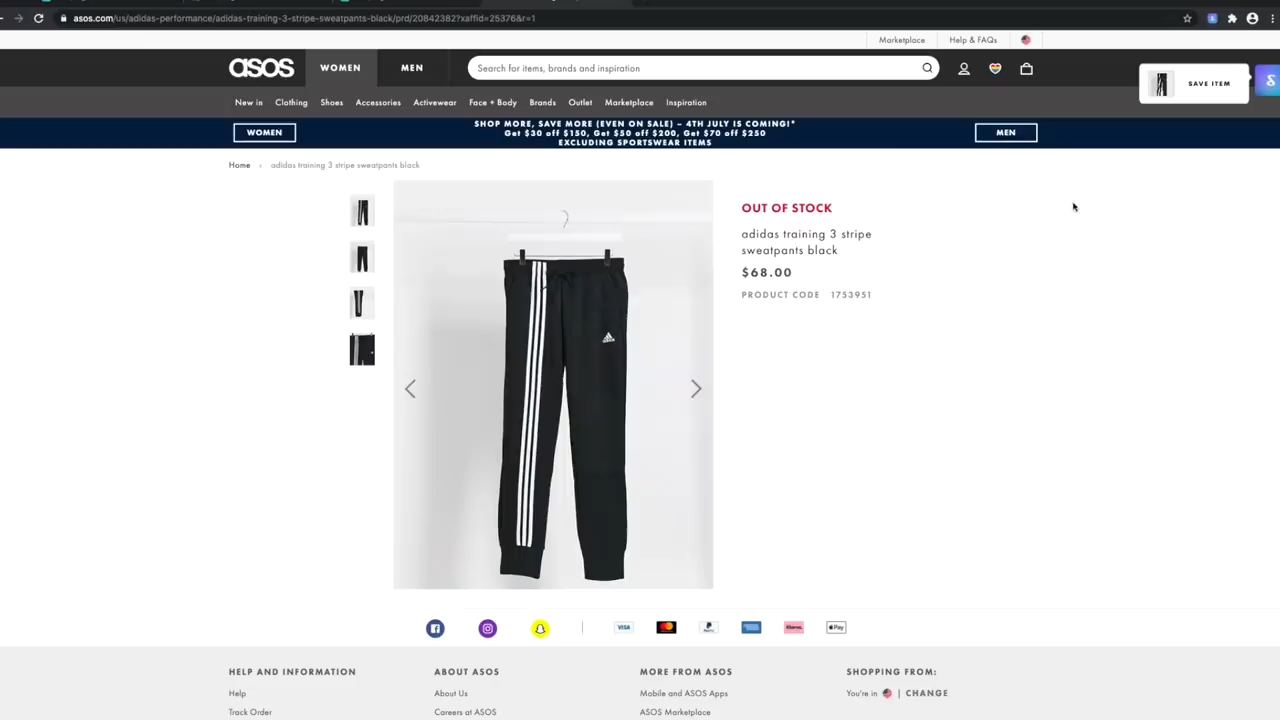 asos.com/us/adidas-performance/adidas-training-3-stripe-sweatpants-black/prd/20842382?xaffid=25376&r=1
Marketplace
Help & FAQs
asos
WOMEN
MEN
Search for items, brands and inspiration
SAVE ITEM
New in
Clothing
Shoes
Accessories
Activewear
Face + Body
Brands
Outlet
Marketplace
Inspiration
WOMEN
SHOP MORE, SAVE MORE (EVEN ON SALE) – 4TH JULY IS COMING!*
Get $30 off $150, Get $50 off $200, Get $70 off $250
EXCLUDING SPORTSWEAR ITEMS
MEN
Home › adidas training 3 stripe sweatpants black
OUT OF STOCK
adidas training 3 stripe
sweatpants black
$68.00
PRODUCT CODE 1753951
VISA
PayPal
Klarna.
Pay
HELP AND INFORMATION
Help
Track Order
ABOUT ASOS
About Us
Careers at ASOS
MORE FROM ASOS
Mobile and ASOS Apps
ASOS Marketplace
SHOPPING FROM:
You're in | CHANGE